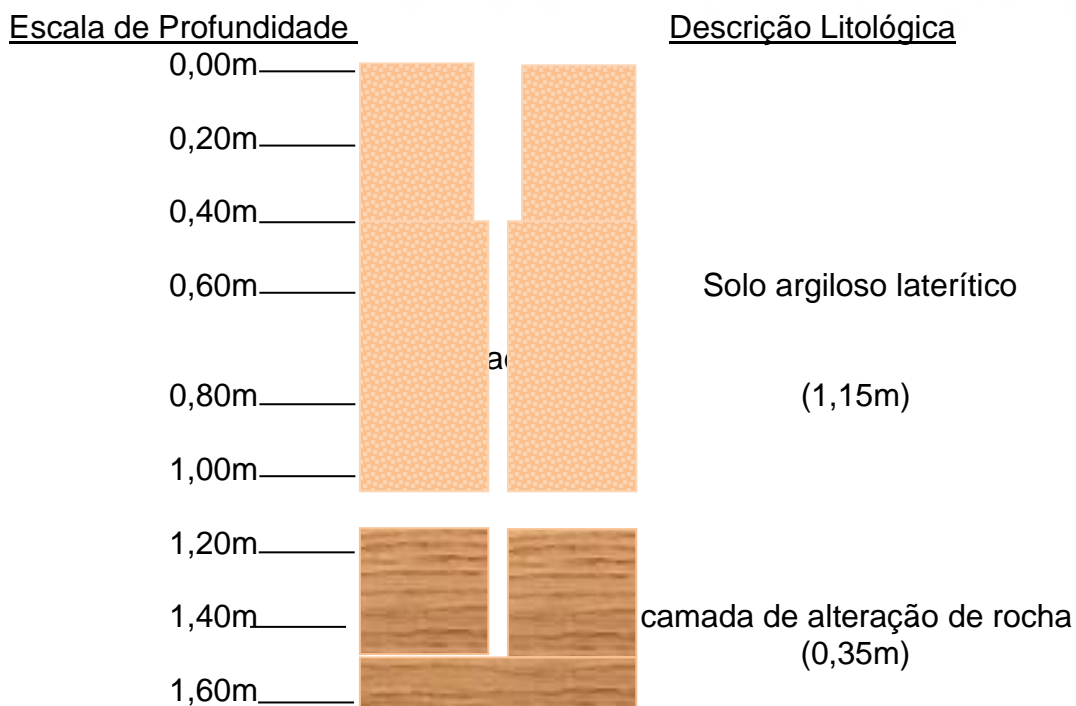 Escala de Profundidade Descrição Litológica
0,00m
0,20m
0,40m
0,60m Solo argiloso laterítico
0,80m (1,15m)
1,00m
1,20m
1,40m camada de alteração de rocha
(0,35m)
1,60m